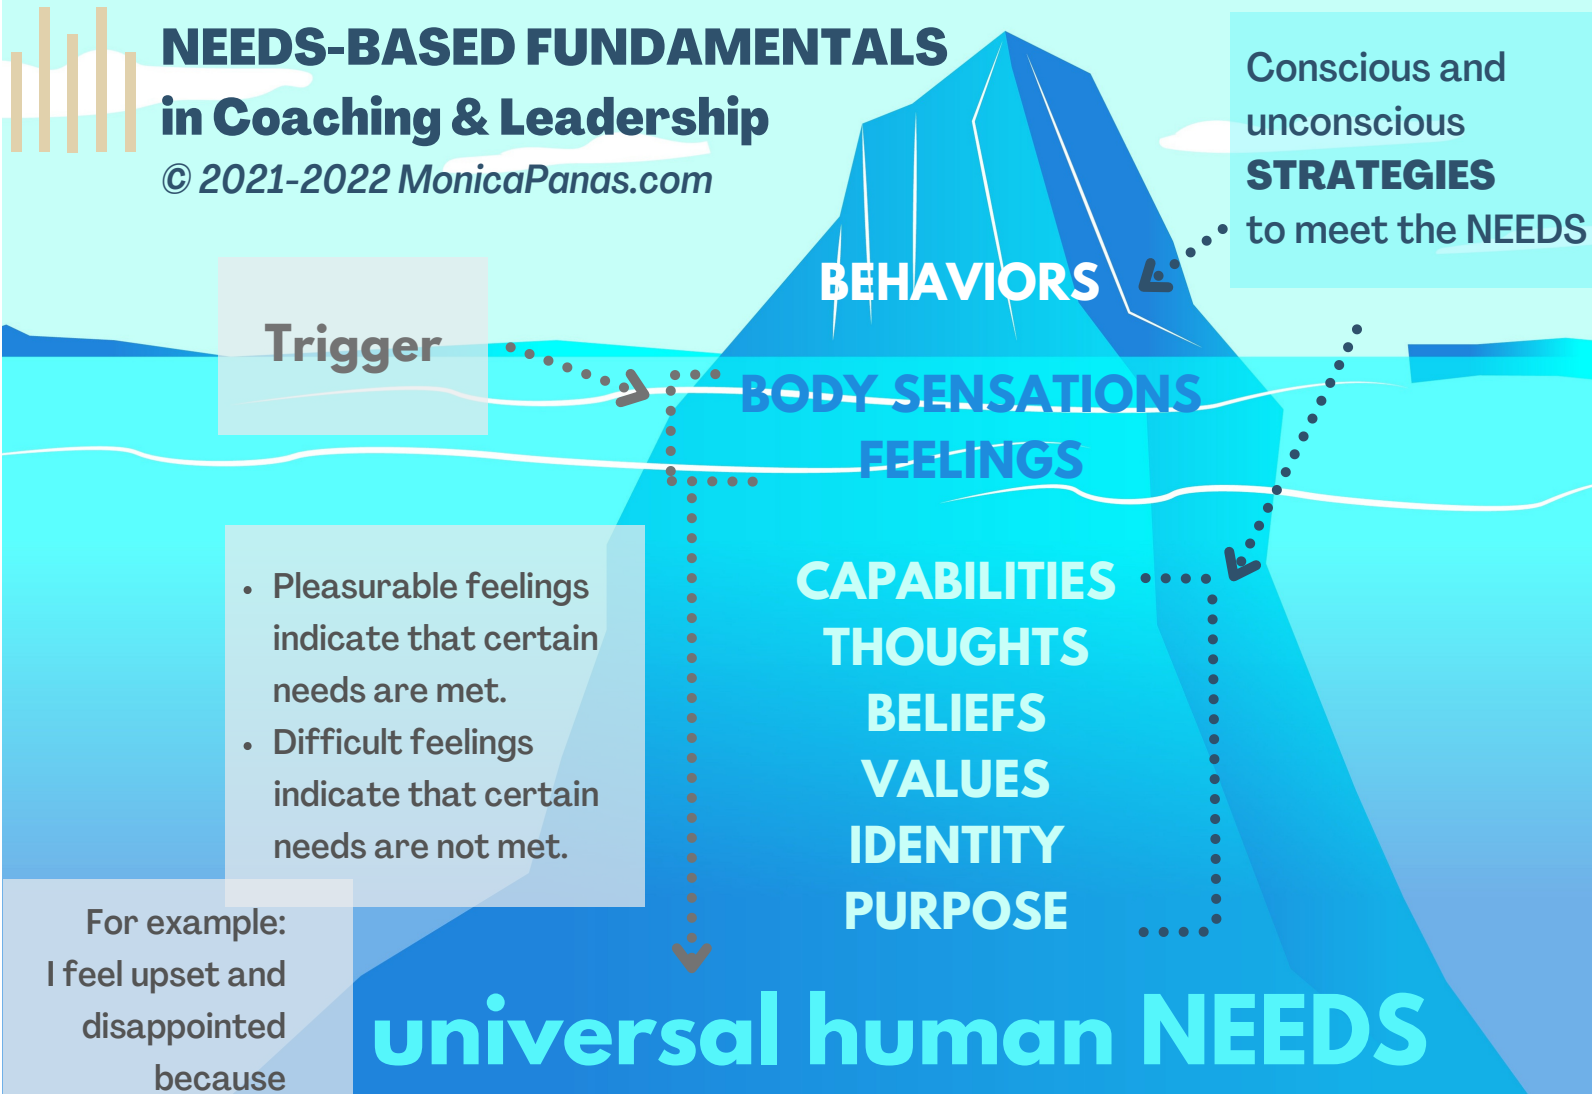 NEEDS-BASED FUNDAMENTALS
in Coaching & Leadership
© 2021-2022 MonicaPanas.com
Conscious and
unconscious
STRATEGIES
to meet the NEEDS
BEHAVIORS
Trigger
BODY SENSATIONS
FEELINGS
• Pleasurable feelings
indicate that certain
needs are met.
• Difficult feelings
indicate that certain
needs are not met.
CAPABILITIES
THOUGHTS
BELIEFS
VALUES
IDENTITY
PURPOSE
For example:
I feel upset and
disappointed
because
universal human NEEDS